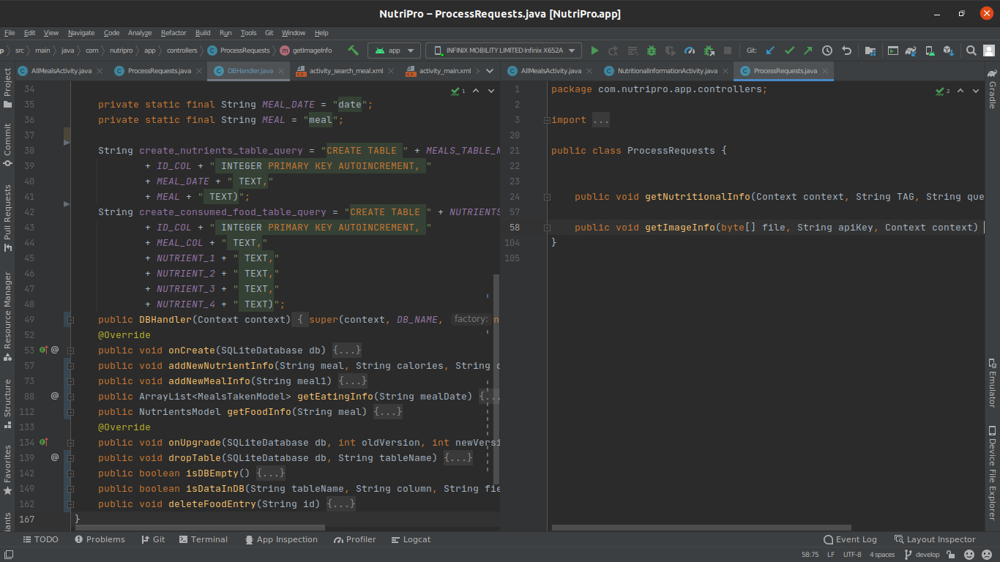 NutriPro – ProcessRequests.java [NutriPro.app]
File Edit View Navigate Code Analyze Refactor Build Run Tools Git Window Help
p src main java com nutripro app controllers ProcessRequests getImageInfo app INFINIX MOBILITY LIMITED Infinix X652A Git:
AllMealsActivity.java ProcessRequests.java DBHandler.java activity_search_meal.xml activity_main.xml
AllMealsActivity.java NutritionalInformationActivity.java ProcessRequests.java
Project
Commit
Pull Requests
Resource Manager
Structure
Favorites
iants
34
35 private static final String MEAL_DATE = "date";
36 private static final String MEAL = "meal";
37
38 String create_nutrients_table_query = "CREATE TABLE " + MEALS_TABLE_N
39 + ID_COL + " INTEGER PRIMARY KEY AUTOINCREMENT, "
40 + MEAL_DATE + " TEXT,"
41 + MEAL + " TEXT)";
42 String create_consumed_food_table_query = "CREATE TABLE " + NUTRIENTS
43 + ID_COL + " INTEGER PRIMARY KEY AUTOINCREMENT, "
44 + MEAL_COL + " TEXT,"
45 + NUTRIENT_1 + " TEXT,"
46 + NUTRIENT_2 + " TEXT,"
47 + NUTRIENT_3 + " TEXT,"
48 + NUTRIENT_4 + " TEXT)";
49 public DBHandler(Context context) { super(context, DB_NAME, factory: n
52 @Override
53 public void onCreate(SQLiteDatabase db) {...}
57 public void addNewNutrientInfo(String meal, String calories, String c
73 public void addNewMealInfo(String meal1) {...}
88 public ArrayList<MealsTakenModel> getEatingInfo(String mealDate) {...
112 public NutrientsModel getFoodInfo(String meal) {...}
133 @Override
134 public void onUpgrade(SQLiteDatabase db, int oldVersion, int newVersi
139 public void dropTable(SQLiteDatabase db, String tableName) {...}
142 public boolean isDBEmpty() {...}
149 public boolean isDataInDB(String tableName, String column, String fie
162 public void deleteFoodEntry(String id) {...}
167 }
1
1 package com.nutripro.app.controllers;
2
2
3 import ...
20
21 public class ProcessRequests {
22
23
24 public void getNutritionalInfo(Context context, String TAG, String que
57
58 public void getImageInfo(byte[] file, String apiKey, Context context)
104 }
105
Gradle
Emulator
Device File Explorer
TODO Problems Git Terminal App Inspection Profiler Logcat Event Log Layout Inspector
58:75 LF UTF-8 4 spaces develop